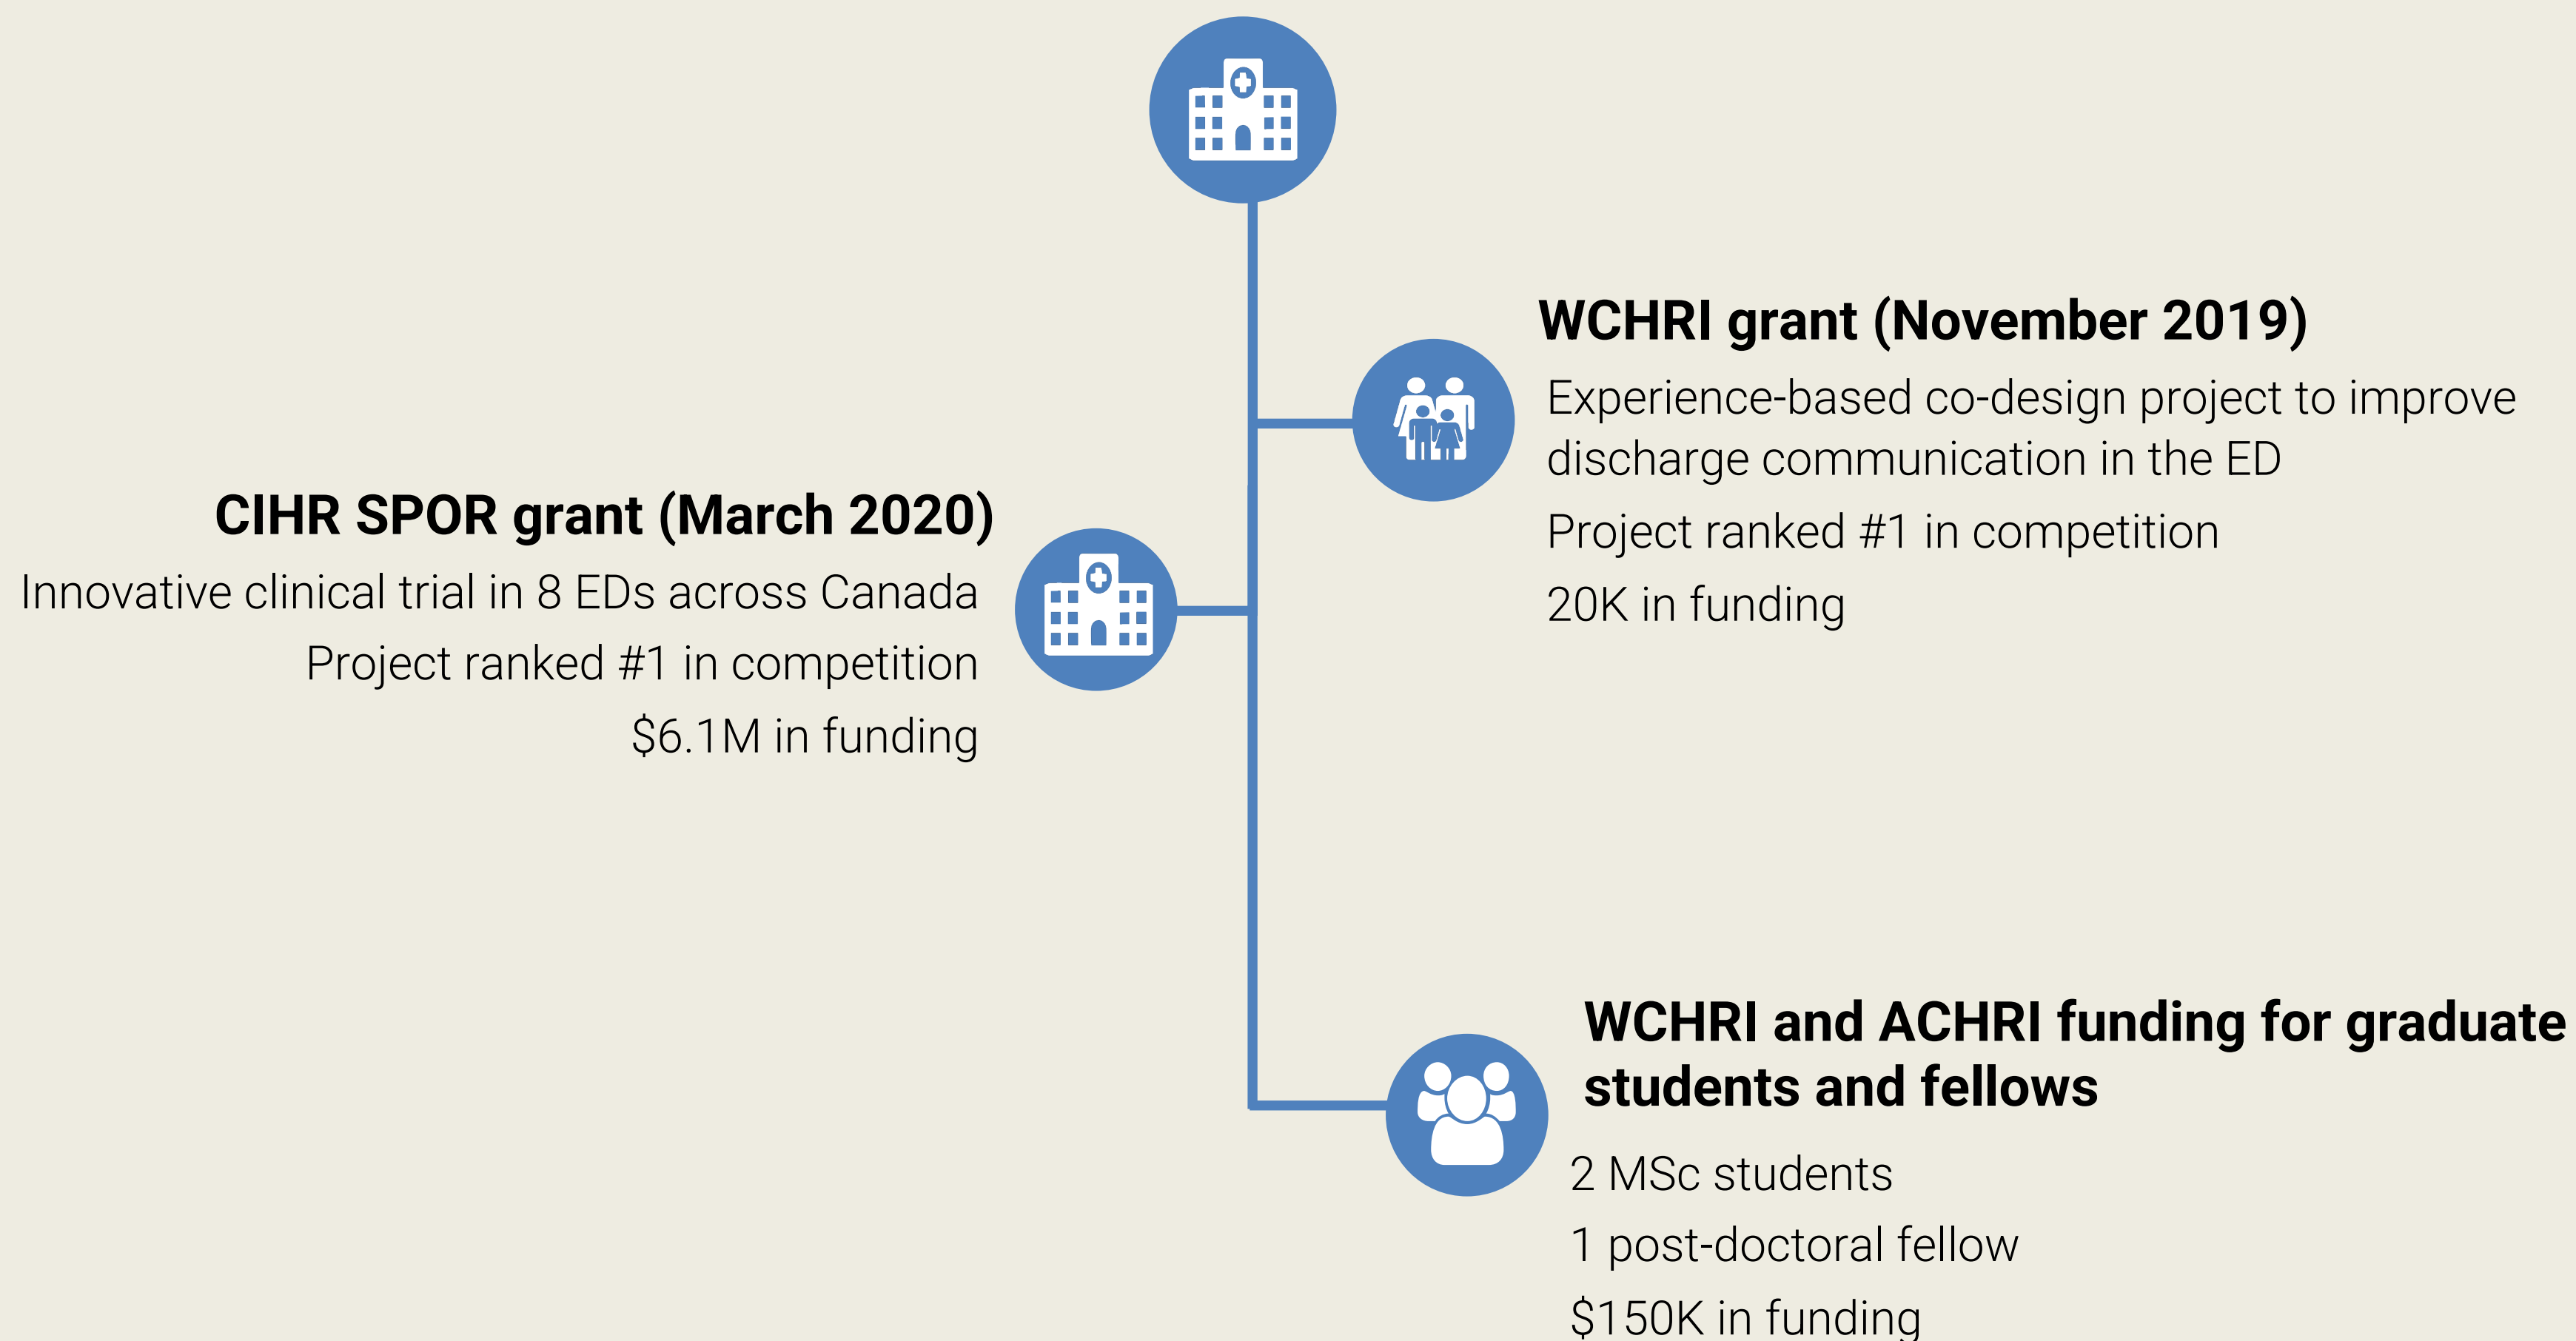 WCHRI grant (November 2019)
Experience-based co-design project to improve
discharge communication in the ED
Project ranked #1 in competition
20K in funding
CIHR SPOR grant (March 2020)
Innovative clinical trial in 8 EDs across Canada
Project ranked #1 in competition
$6.1M in funding
WCHRI and ACHRI funding for graduate
students and fellows
2 MSc students
1 post-doctoral fellow
$150K in funding